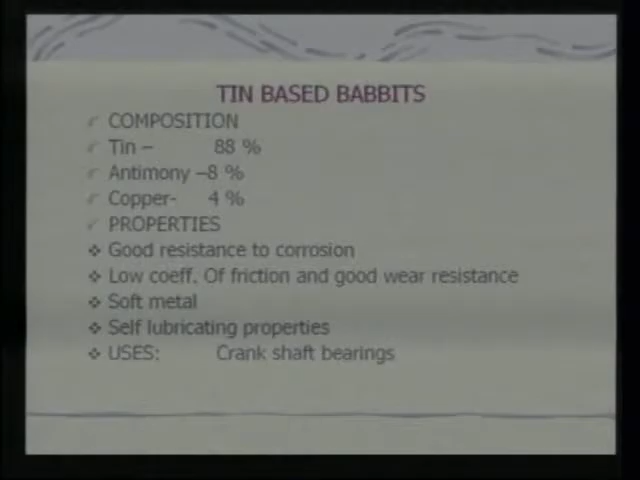 TIN BASED BABBITS
COMPOSITION
Tin – 88 %
Antimony –8 %
Copper- 4 %
PROPERTIES
Good resistance to corrosion
Low coeff. Of friction and good wear resistance
Soft metal
Self lubricating properties
USES: Crank shaft bearings